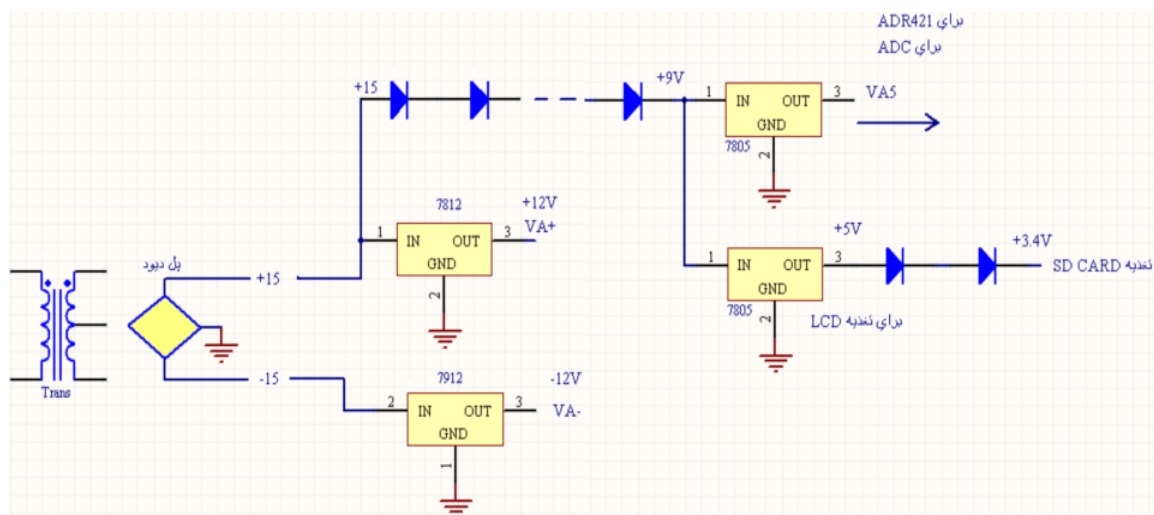 براي ADR421
براي ADC
+15
+9V
1
IN
OUT
3
VA5
GND
7805
2
7812
+12V
VA+
1
IN
OUT
3
GND
2
+5V
+3.4V
1
IN
OUT
3
تغذيه SD CARD
GND
7805
2
براي تغذيه LCD
پل ديود
+15
Trans
-15
7912
-12V
2
IN
OUT
3
VA-
GND
1